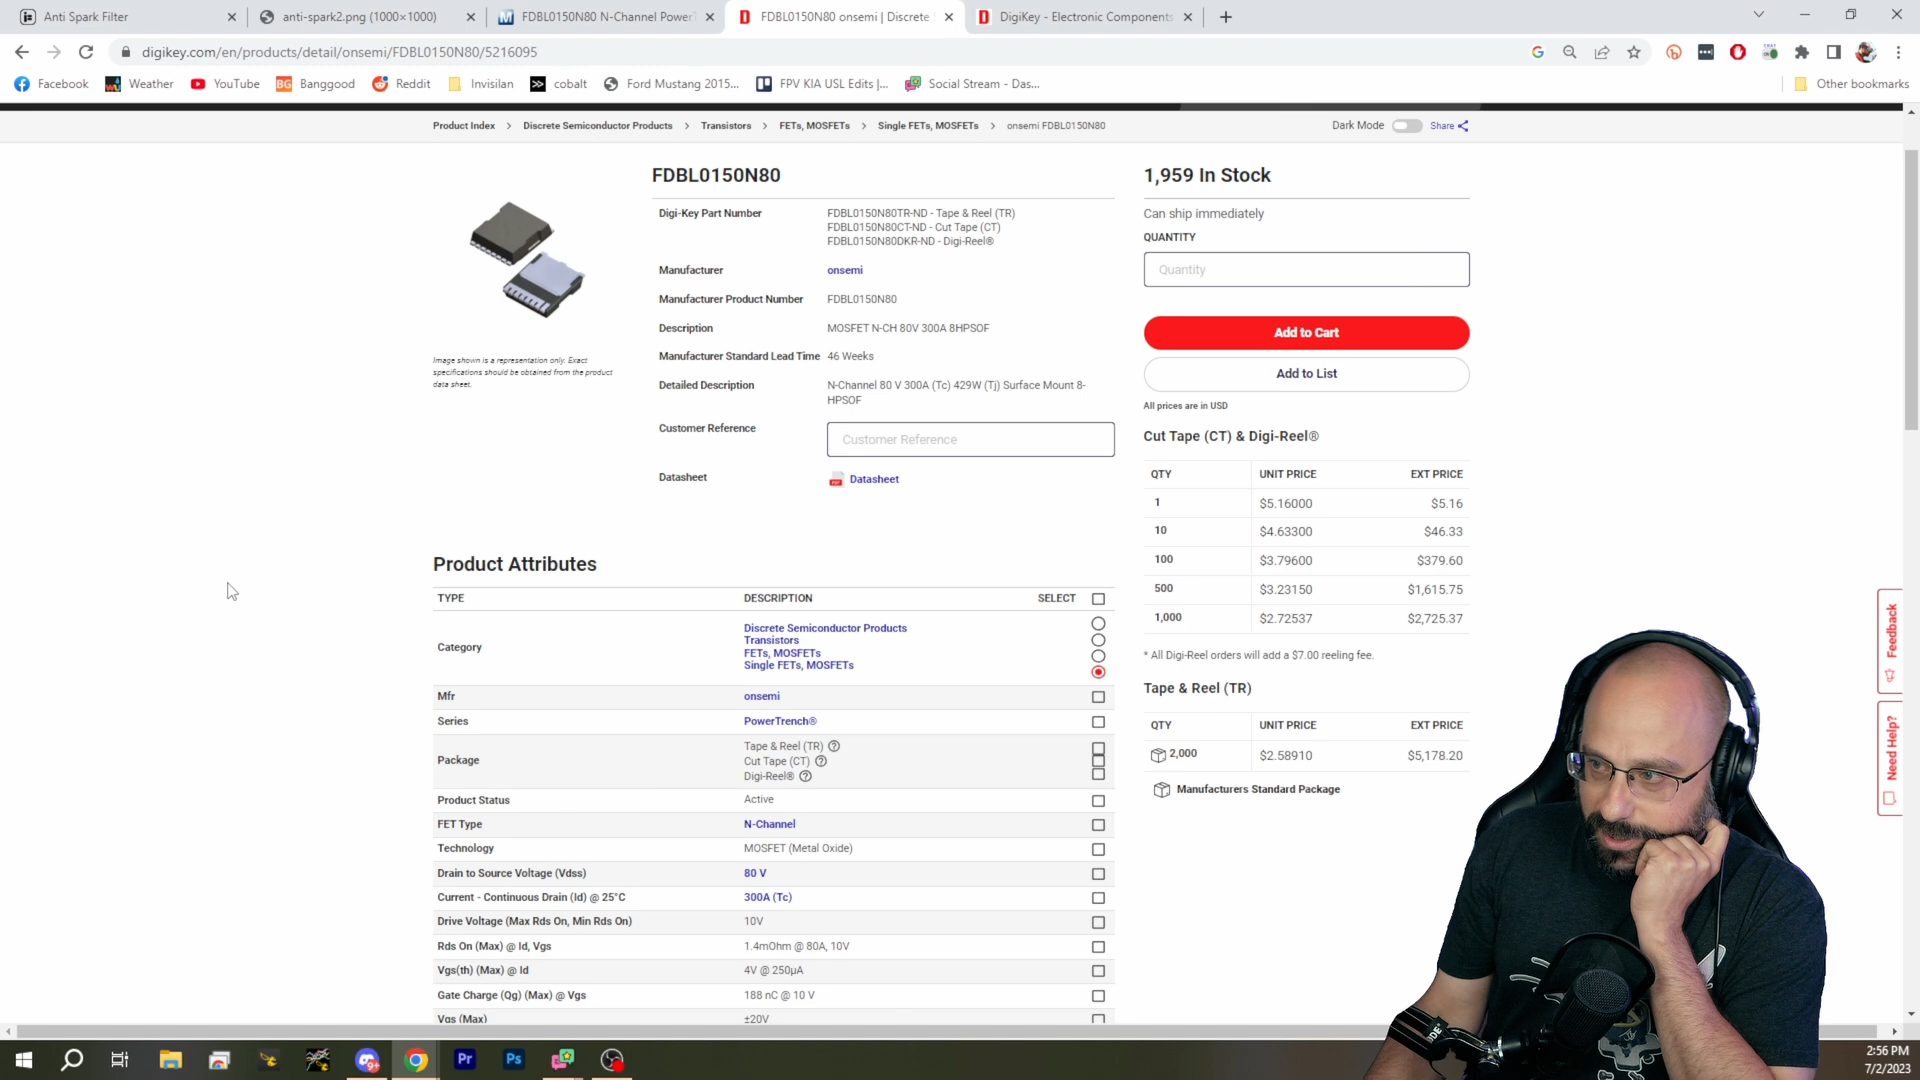 Anti Spark Filter
anti-spark2.png (1000×1000)
FDBL0150N80 N-Channel PowerT
FDBL0150N80 onsemi | Discrete
DigiKey - Electronic Components
digikey.com/en/products/detail/onsemi/FDBL0150N80/5216095
Facebook
Weather
YouTube
BG Banggood
Reddit
Invisilan
cobalt
Ford Mustang 2015...
FPV KIA USL Edits |...
Social Stream - Das...
Other bookmarks
Product Index > Discrete Semiconductor Products > Transistors > FETs, MOSFETs > Single FETs, MOSFETs > onsemi FDBL0150N80
Dark Mode
Share
FDBL0150N80
Digi-Key Part Number
FDBL0150N80TR-ND - Tape & Reel (TR)
FDBL0150N80CT-ND - Cut Tape (CT)
FDBL0150N80DKR-ND - Digi-Reel®
Manufacturer
onsemi
Manufacturer Product Number
FDBL0150N80
Description
MOSFET N-CH 80V 300A 8HPSOF
Manufacturer Standard Lead Time
46 Weeks
Detailed Description
N-Channel 80 V 300A (Tc) 429W (Tj) Surface Mount 8-
HPSOF
Customer Reference
Customer Reference
Datasheet
Datasheet
Image shown is a representation only. Exact
specifications should be obtained from the product
data sheet.
1,959 In Stock
Can ship immediately
QUANTITY
Quantity
Add to Cart
Add to List
All prices are in USD
Cut Tape (CT) & Digi-Reel®
QTY UNIT PRICE EXT PRICE
1 $5.16000 $5.16
10 $4.63300 $46.33
100 $3.79600 $379.60
500 $3.23150 $1,615.75
1,000 $2.72537 $2,725.37
* All Digi-Reel orders will add a $7.00 reeling fee.
Tape & Reel (TR)
QTY UNIT PRICE EXT PRICE
2,000 $2.58910 $5,178.20
Manufacturers Standard Package
Product Attributes
TYPE DESCRIPTION SELECT
Category
Discrete Semiconductor Products
Transistors
FETs, MOSFETs
Single FETs, MOSFETs
Mfr onsemi
Series PowerTrench®
Package
Tape & Reel (TR)
Cut Tape (CT)
Digi-Reel®
Product Status Active
FET Type N-Channel
Technology MOSFET (Metal Oxide)
Drain to Source Voltage (Vdss) 80 V
Current - Continuous Drain (Id) @ 25°C 300A (Tc)
Drive Voltage (Max Rds On, Min Rds On) 10V
Rds On (Max) @ Id, Vgs 1.4mOhm @ 80A, 10V
Vgs(th) (Max) @ Id 4V @ 250µA
Gate Charge (Qg) (Max) @ Vgs 188 nC @ 10 V
Vgs (Max) ±20V
Feedback
Need Help?
Pr
Ps
2:56 PM
7/2/2023